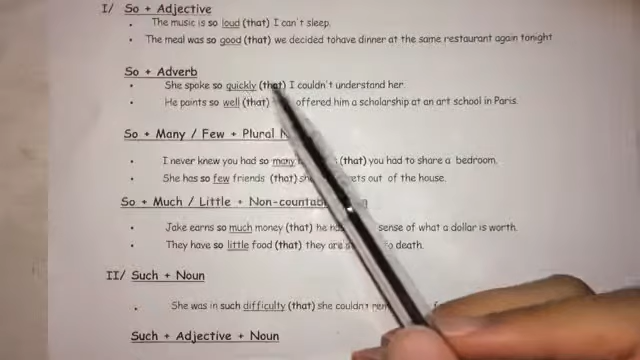 I/ So + Adjective
The music is so loud (that) I can't sleep.
The meal was so good (that) we decided tohave dinner at the same restaurant again tonight
So + Adverb
She spoke so quickly (that) I couldn't understand her.
He paints so well (that) offered him a scholarship at an art school in Paris.
So + Many / Few + Plural N
I never knew you had so many (that) you had to share a bedroom.
She has so few friends (that) out of the house.
So + Much / Little + Non-countab
Jake earns so much money (that) he sense of what a dollar is worth.
They have so little food (that) they are to death.
II/ Such + Noun
She was in such difficulty (that) she couldn't
Such + Adjective + Noun